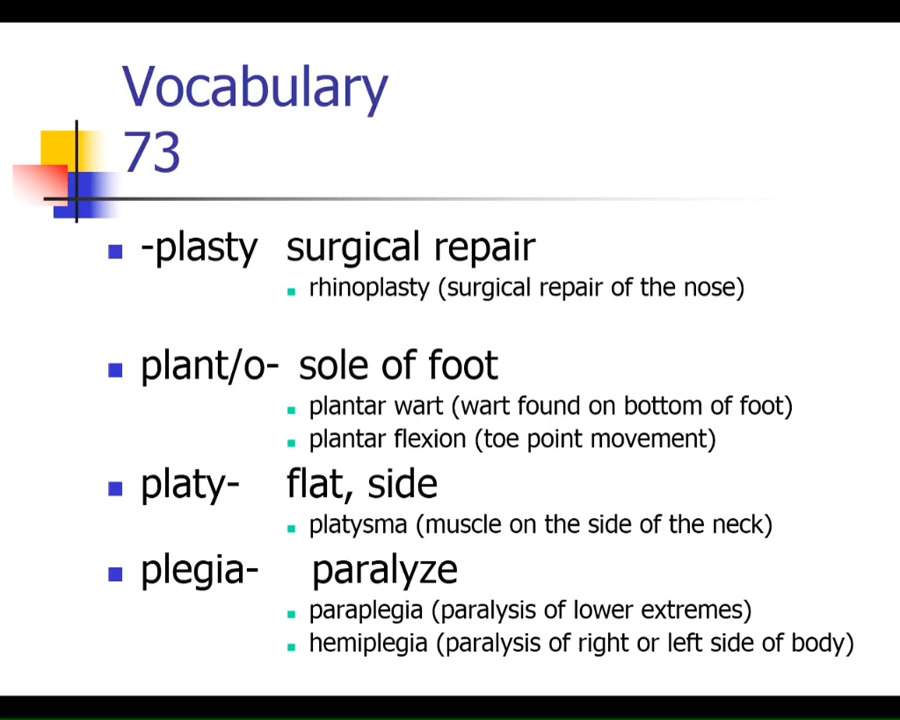 Vocabulary
73
-plasty surgical repair
rhinoplasty (surgical repair of the nose)
plant/o- sole of foot
plantar wart (wart found on bottom of foot)
plantar flexion (toe point movement)
platy- flat, side
platysma (muscle on the side of the neck)
plegia- paralyze
paraplegia (paralysis of lower extremes)
hemiplegia (paralysis of right or left side of body)